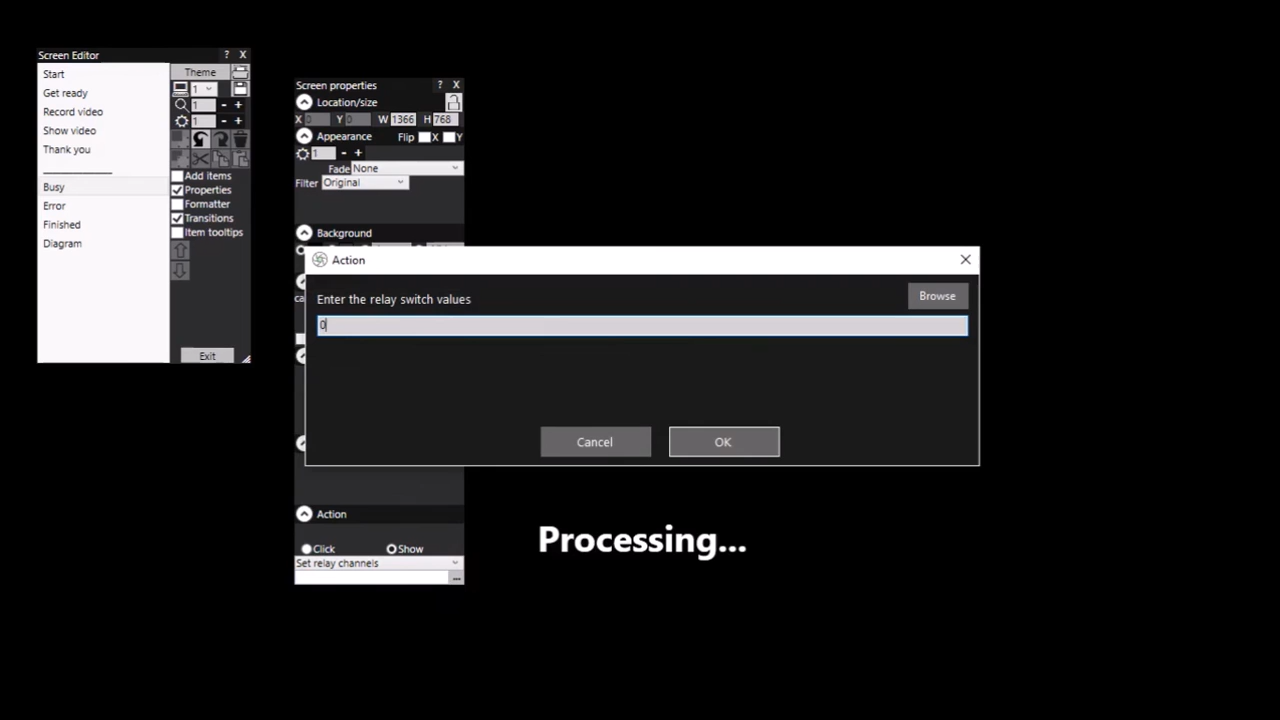 Screen Editor ? X
Start
Get ready
Record video
Show video
Thank you
Busy
Error
Finished
Diagram
Theme
1
1 - +
1 - +
Add items
Properties
Formatter
Transitions
Item tooltips
Exit
Screen properties ? X
Location/size
X 0 Y 0 W 1366 H 768
Appearance Flip X Y
1 - +
Fade None
Filter Original
Background
Action
Enter the relay switch values
Browse
0
Cancel OK
Action
Click Show
Set relay channels
...
Processing...